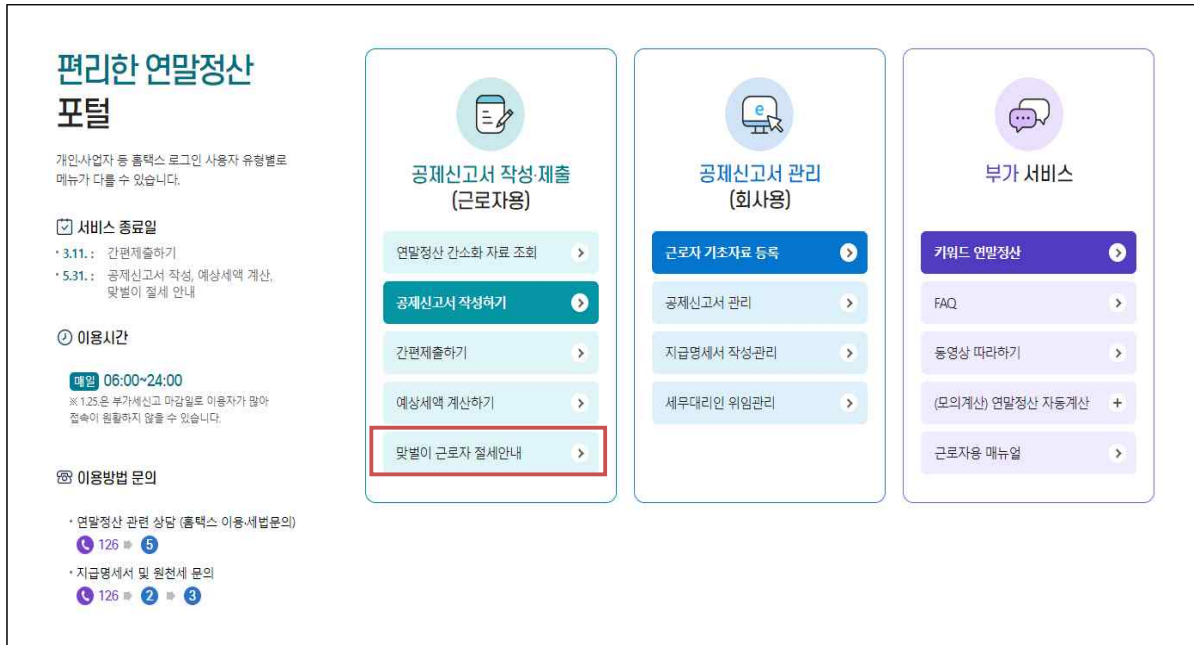 편리한 연말정산
포털
개인·사업자 등 홈택스 로그인 사용자 유형별로
메뉴가 다를 수 있습니다.
서비스 종료일
· 3.11. : 간편제출하기
· 5.31. : 공제신고서 작성, 예상세액 계산,
맞벌이 절세 안내
이용시간
매일 06:00~24:00
※ 1.25.은 부가세신고 마감일로 이용자가 많아
접속이 원활하지 않을 수 있습니다.
이용방법 문의
· 연말정산 관련 상담 (홈택스 이용·세법문의)
126 5
· 지급명세서 및 원천세 문의
126 2 3
공제신고서 작성·제출
(근로자용)
연말정산 간소화 자료 조회
공제신고서 작성하기
간편제출하기
예상세액 계산하기
맞벌이 근로자 절세안내
e
공제신고서 관리
(회사용)
근로자 기초자료 등록
공제신고서 관리
지급명세서 작성·관리
세무대리인 위임관리
부가 서비스
키워드 연말정산
FAQ
동영상 따라하기
(모의계산) 연말정산 자동계산 +
근로자용 매뉴얼